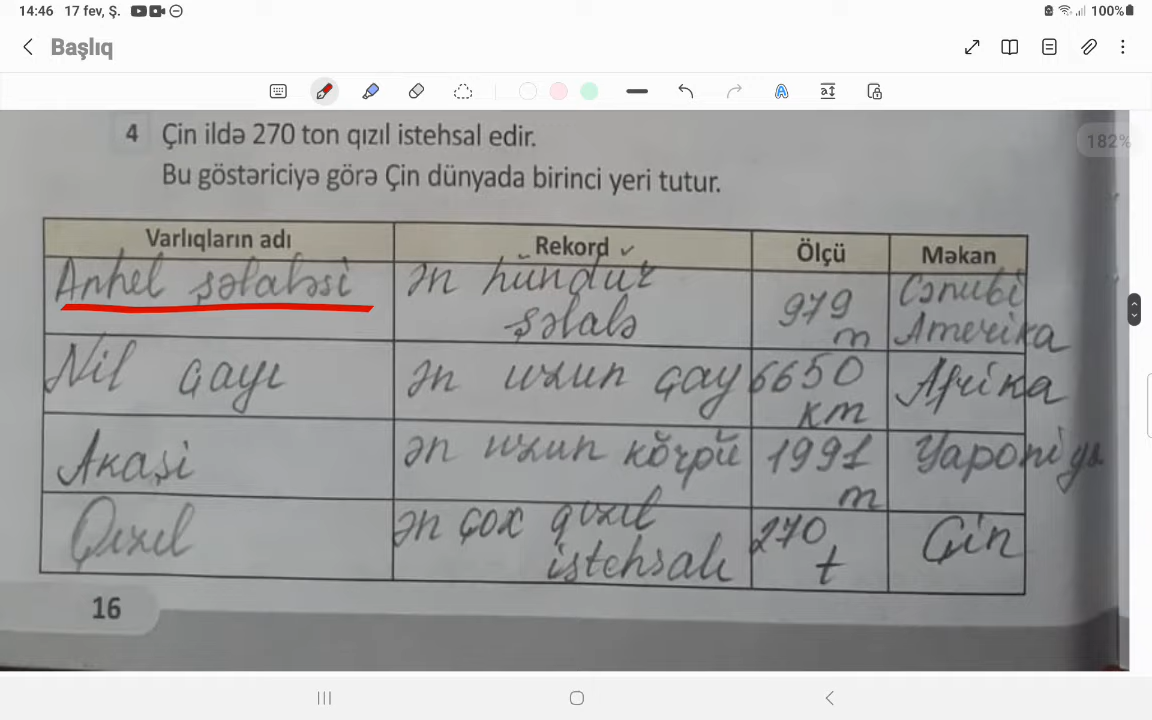 14:46 17 fev, Ş. 100%
Başlıq
182%
4 Çin ildə 270 ton qızıl istehsal edir.
Bu göstəriciyə görə Çin dünyada birinci yeri tutur.
Varlıqların adı Rekord Ölçü Məkan
Anhel şəlaləsi ən hündür şəlalə 979 m Cənubi Amerika
Nil çayı ən uzun çay 6650 km Afrika
Akaşi ən uzun körpü 1991 m Yaponiya
Qızıl ən çox qızıl istehsalı 270 t Çin
16